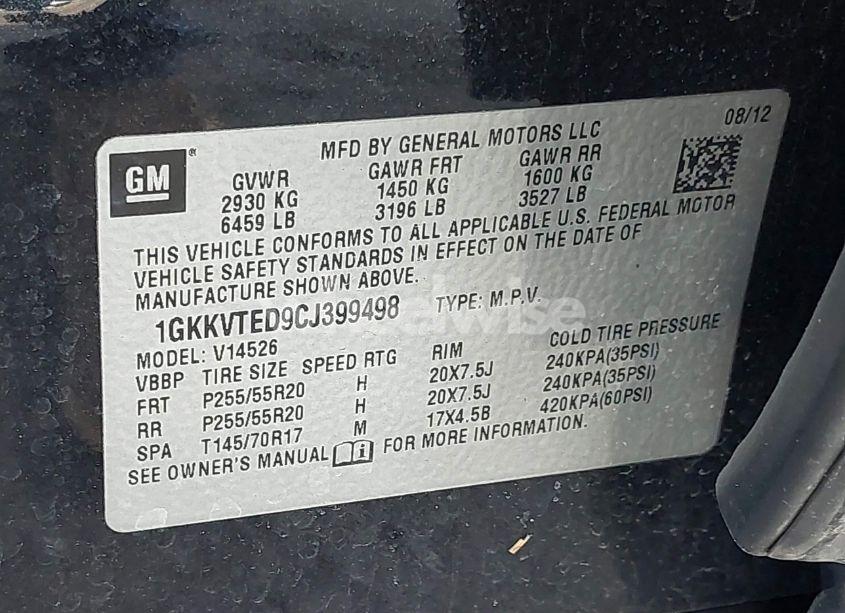 08/12
MFD BY GENERAL MOTORS LLC
GM®
GVWR GAWR FRT GAWR RR
2930 KG 1450 KG 1600 KG
6459 LB 3196 LB 3527 LB
THIS VEHICLE CONFORMS TO ALL APPLICABLE U.S. FEDERAL MOTOR
VEHICLE SAFETY STANDARDS IN EFFECT ON THE DATE OF
MANUFACTURE SHOWN ABOVE.
1GKKVTED9CJ399498 TYPE: M.P.V.
MODEL: V14526
VBBP TIRE SIZE SPEED RTG RIM COLD TIRE PRESSURE
FRT P255/55R20 H 20X7.5J 240KPA(35PSI)
RR P255/55R20 H 20X7.5J 240KPA(35PSI)
SPA T145/70R17 M 17X4.5B 420KPA(60PSI)
SEE OWNER'S MANUAL FOR MORE INFORMATION.